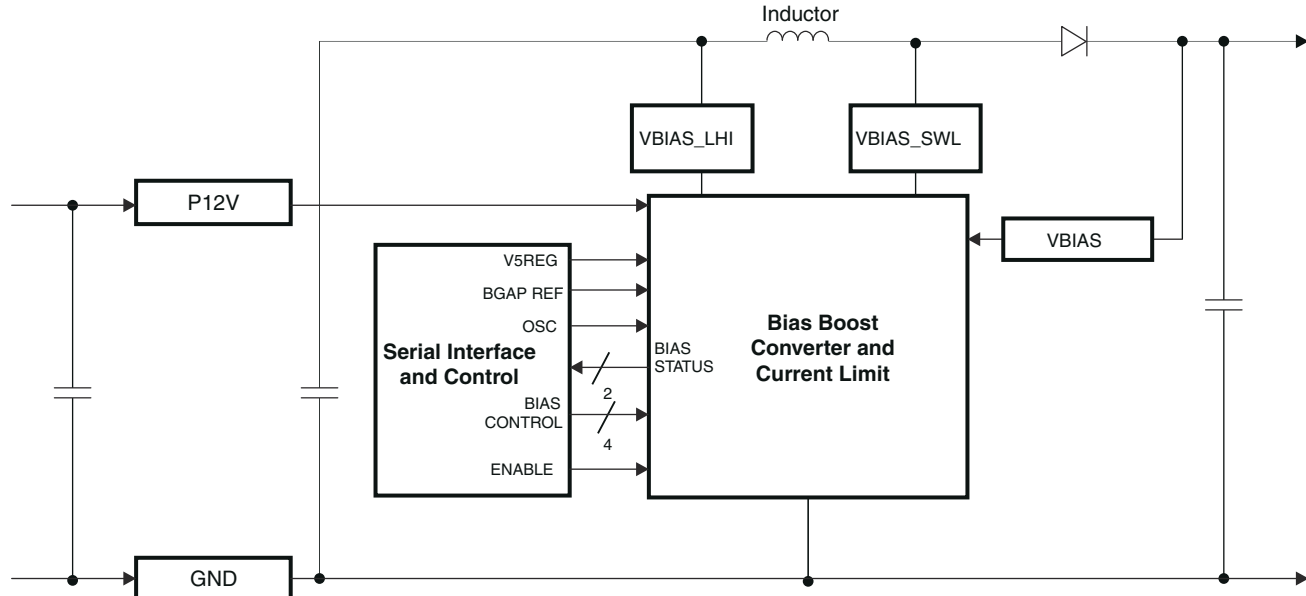 Inductor
VBIAS_LHI
VBIAS_SWL
P12V
VBIAS
V5REG
BGAP REF
OSC
Serial Interface
and Control
BIAS
STATUS
2
BIAS
CONTROL
4
ENABLE
Bias Boost
Converter and
Current Limit
GND